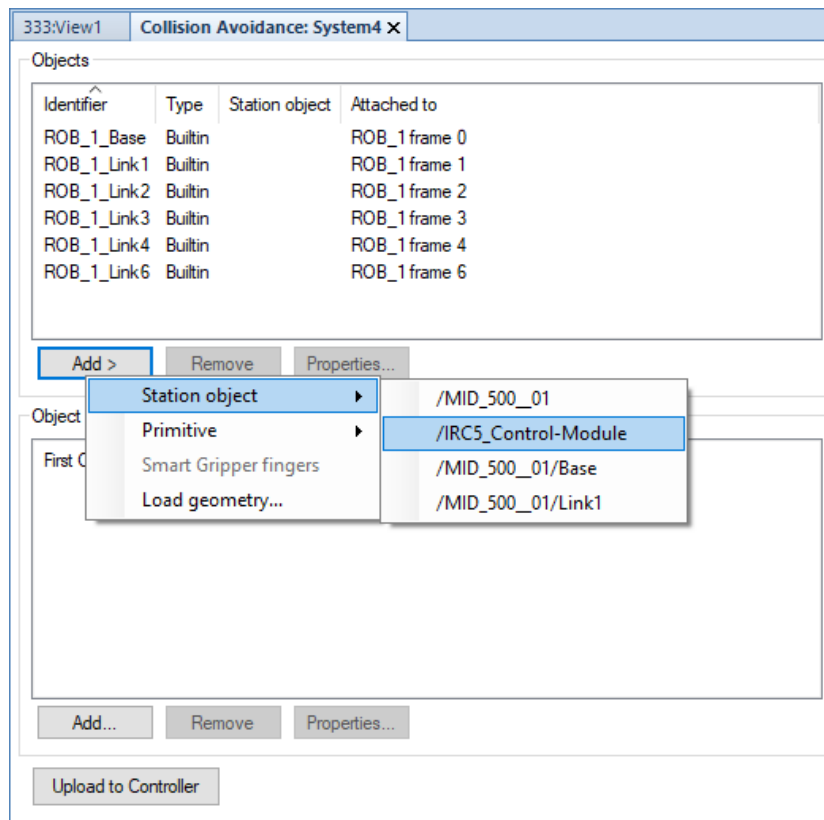 333:View1 Collision Avoidance: System4
Objects
Identifier Type Station object Attached to
ROB_1_Base Builtin ROB_1 frame 0
ROB_1_Link1 Builtin ROB_1 frame 1
ROB_1_Link2 Builtin ROB_1 frame 2
ROB_1_Link3 Builtin ROB_1 frame 3
ROB_1_Link4 Builtin ROB_1 frame 4
ROB_1_Link6 Builtin ROB_1 frame 6
Add > Remove Properties...
Station object /MID_500__01
Object
Primitive /IRC5_Control-Module
First
Smart Gripper fingers /MID_500__01/Base
Load geometry... /MID_500__01/Link1
Add... Remove Properties...
Upload to Controller